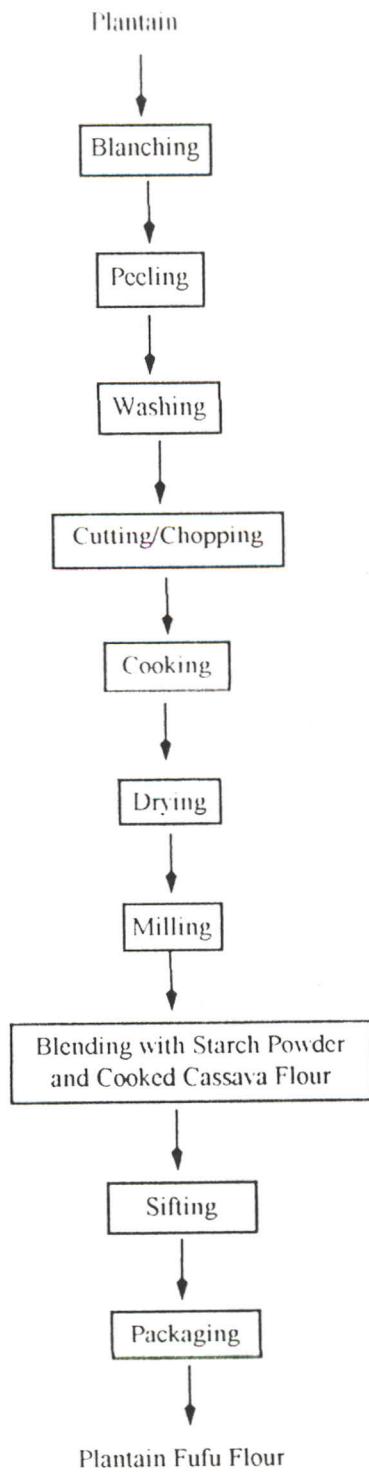 Plantain
Blanching
Peeling
Washing
Cutting/Chopping
Cooking
Drying
Milling
Blending with Starch Powder
and Cooked Cassava Flour
Sifting
Packaging
Plantain Fufu Flour